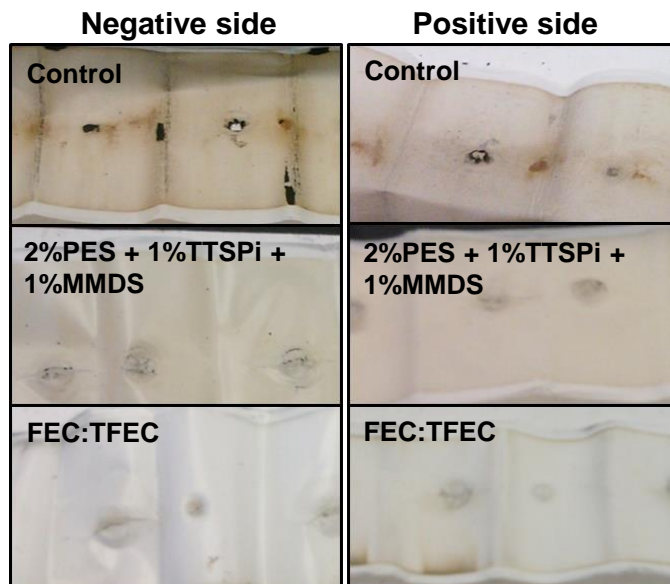 Negative side
Positive side
Control
Control
2%PES + 1%TTSPi +
1%MMDS
2%PES + 1%TTSPi +
1%MMDS
FEC:TFEC
FEC:TFEC